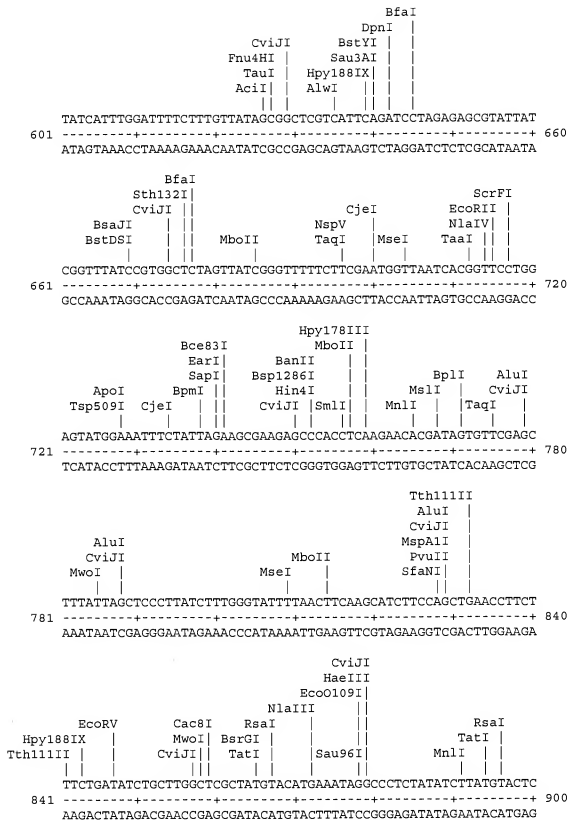 BfaI
DpnI
CviJI BstYI
Fnu4HI Sau3AI
TauI Hpy188IX
AciI AlwI
TATCATTTGGATTTTCTTTGTTATAGCGGCTCGTCATTCAGATCCTAGAGAGCGTATTAT
601 ---------+---------+---------+---------+---------+---------+ 660
ATAGTAAACCTAAAAGAAACAATATCGCCGAGCAGTAAGTCTAGGATCTCTCGCATAATA
BfaI
Sth132I ScrFI
CviJI CjeI EcoRII
BsaJI NspV NlaIV
BstDSI MboII TaqI MseI TaaI
CGGTTTATCCGTGGCTCTAGTTATCGGGTTTTTCTTCGAATGGTTAATCACGGTTCCTGG
661 ---------+---------+---------+---------+---------+---------+ 720
GCCAAATAGGCACCGAGATCAATAGCCCAAAAAGAAGCTTACCAATTAGTGCCAAGGACC
Hpy178III
Bce83I BanII MboII
EarI Bsp1286I
SapI Hin4I BplI AluI
ApoI BpmI MslI CviJI
Tsp509I CjeI CviJI SmlI MnlI TaqI
AGTATGGAAATTTCTATTAGAAGCGAAGAGCCCACCTCAAGAACACGATAGTGTTCGAGC
721 ---------+---------+---------+---------+---------+---------+ 780
TCATACCTTTAAAGATAATCTTCGCTTCTCGGGTGGAGTTCTTGTGCTATCACAAGCTCG
Tth111II
AluI
CviJI
AluI MspA1I
CviJI MboII PvuII
MwoI MseI SfaNI
TTTATTAGCTCCCTTATCTTTGGGTATTTTAACTTCAAGCATCTTCCAGCTGAACCTTCT
781 ---------+---------+---------+---------+---------+---------+ 840
AAATAATCGAGGGAATAGAAACCCATAAAATTGAAGTTCGTAGAAGGTCGACTTGGAAGA
CviJI
HaeIII
EcoO109I
NlaIII
EcoRV Cac8I RsaI RsaI
Hpy188IX MwoI BsrGI TatI
Tth111II CviJI TatI Sau96I MnlI
TTCTGATATCTGCTTGGCTCGCTATGTACATGAAATAGGCCCTCTATATCTTATGTACTC
841 ---------+---------+---------+---------+---------+---------+ 900
AAGACTATAGACGAACCGAGCGATACATGTACTTTATCCGGGAGATATAGAATACATGAG